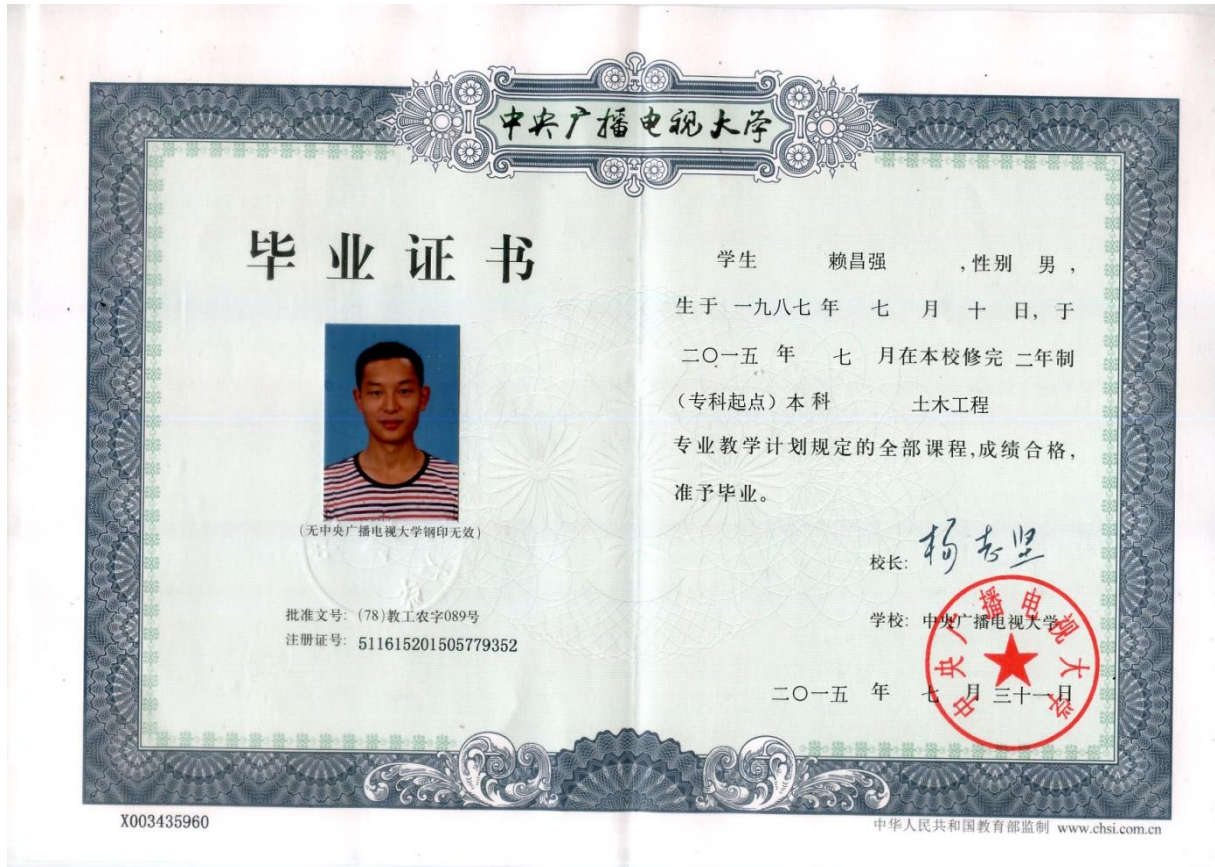 中央广播电视大学
毕业证书
(无中央广播电视大学钢印无效)
批准文号: (78)教工农字089号
注册证号: 511615201505779352
学生 赖昌强 ,性别 男,
生于 一九八七 年 七 月 十 日, 于
二〇一五 年 七 月在本校修完 二年制
(专科起点)本科 土木工程
专业教学计划规定的全部课程,成绩合格,
准予毕业。
校长: 杨志坚
学校: 中央广播电视大学
中央广播电视大学
二〇一五 年 七 月 三十一日
X003435960
中华人民共和国教育部监制 www.chsi.com.cn